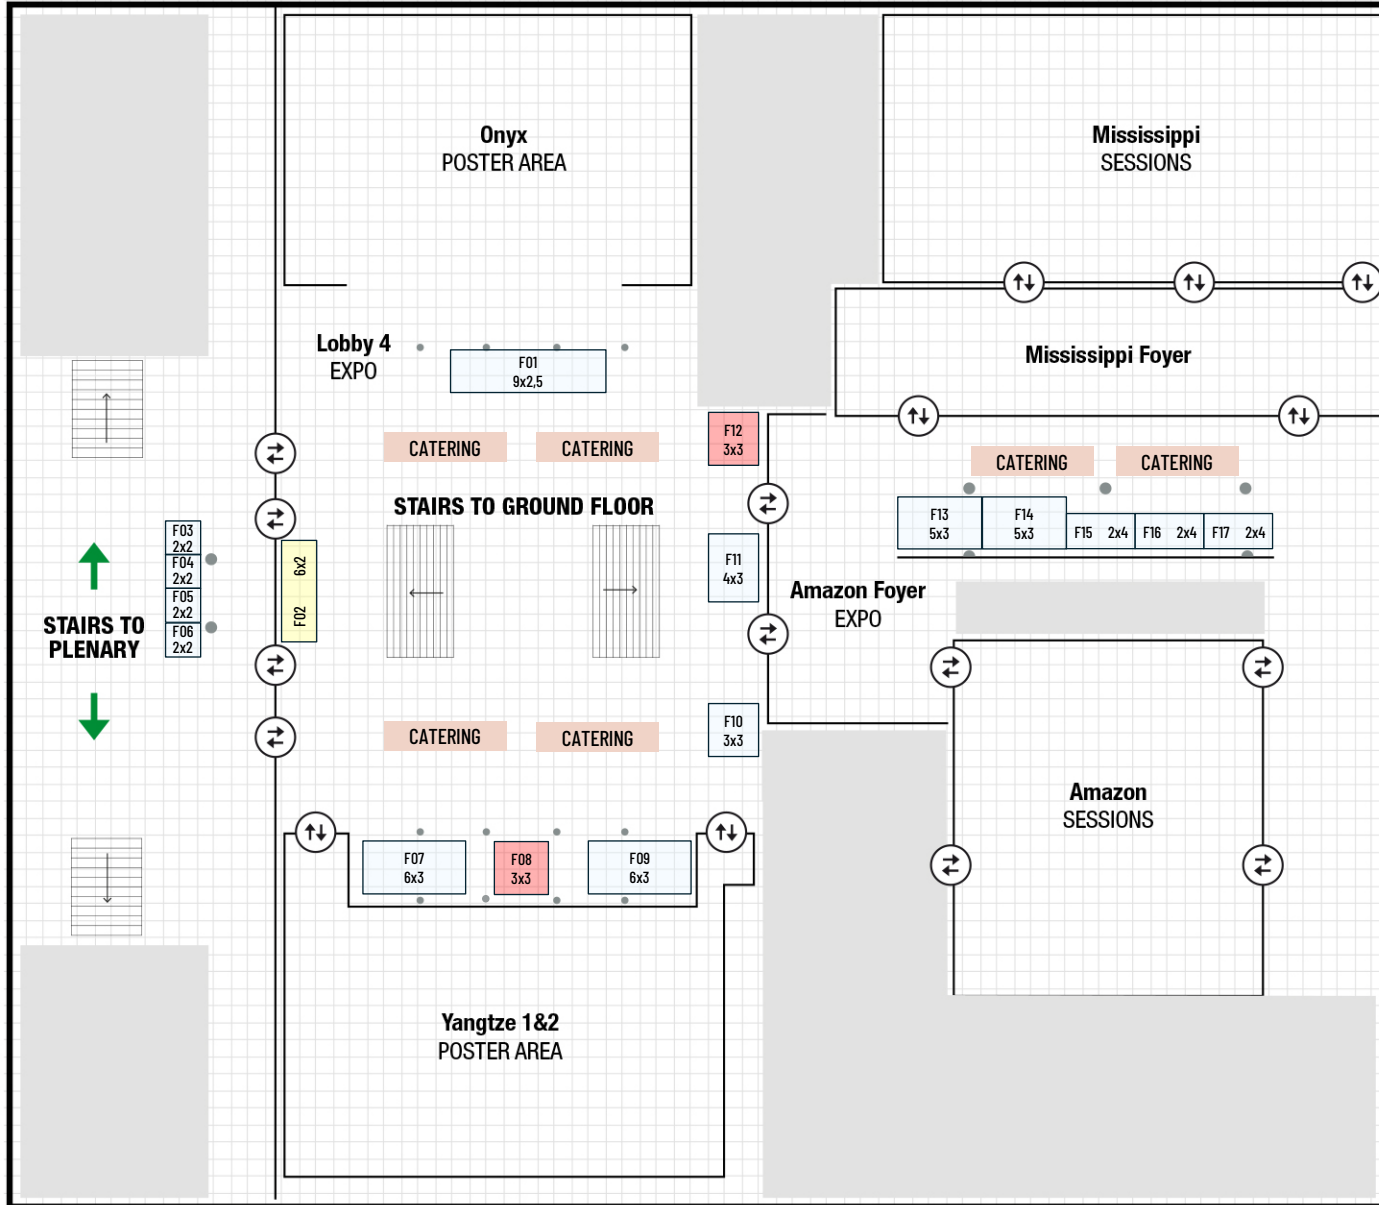 Onyx
POSTER AREA
Mississippi
SESSIONS
Lobby 4
EXPO
F01
9x2,5
Mississippi Foyer
CATERING
CATERING
F12
3x3
CATERING
CATERING
STAIRS TO GROUND FLOOR
F13
5x3
F14
5x3
F15 2x4
F16 2x4
F17 2x4
F03
2x2
F04
2x2
F05
2x2
F06
2x2
F02 6x2
F11
4x3
Amazon Foyer
EXPO
STAIRS TO
PLENARY
CATERING
CATERING
F10
3x3
Amazon
SESSIONS
F07
6x3
F08
3x3
F09
6x3
Yangtze 1&2
POSTER AREA